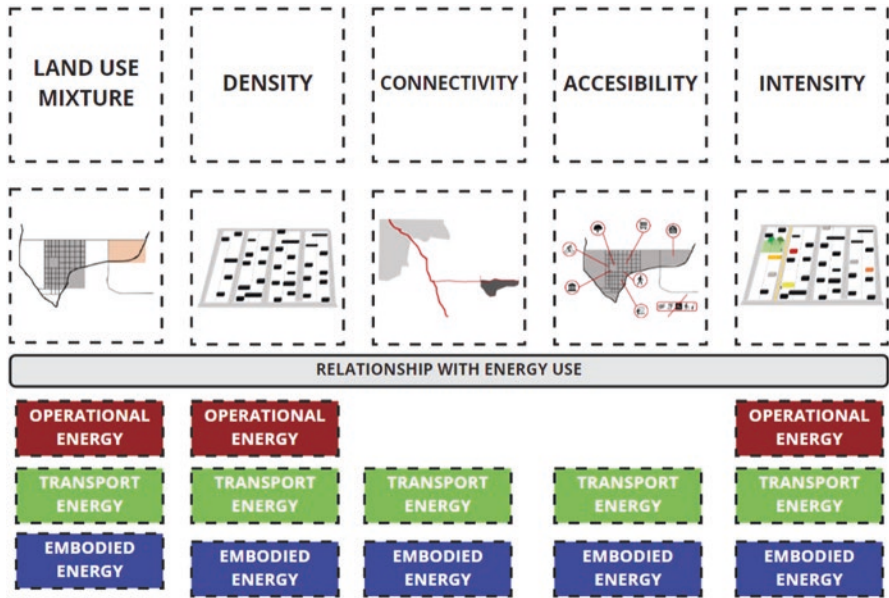 LAND USE
MIXTURE
DENSITY
CONNECTIVITY
ACCESIBILITY
INTENSITY
RELATIONSHIP WITH ENERGY USE
OPERATIONAL
ENERGY
OPERATIONAL
ENERGY
OPERATIONAL
ENERGY
TRANSPORT
ENERGY
TRANSPORT
ENERGY
TRANSPORT
ENERGY
TRANSPORT
ENERGY
TRANSPORT
ENERGY
EMBODIED
ENERGY
EMBODIED
ENERGY
EMBODIED
ENERGY
EMBODIED
ENERGY
EMBODIED
ENERGY